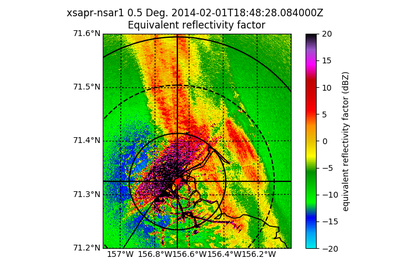 xsapr-nsar1 0.5 Deg. 2014-02-01T18:48:28.084000Z
Equivalent reflectivity factor
71.6°N
71.5°N
71.4°N
71.3°N
71.2°N
157°W 156.8°W 156.6°W 156.4°W 156.2°W
20
15
10
5
0
−5
−10
−15
−20
equivalent reflectivity factor (dBZ)